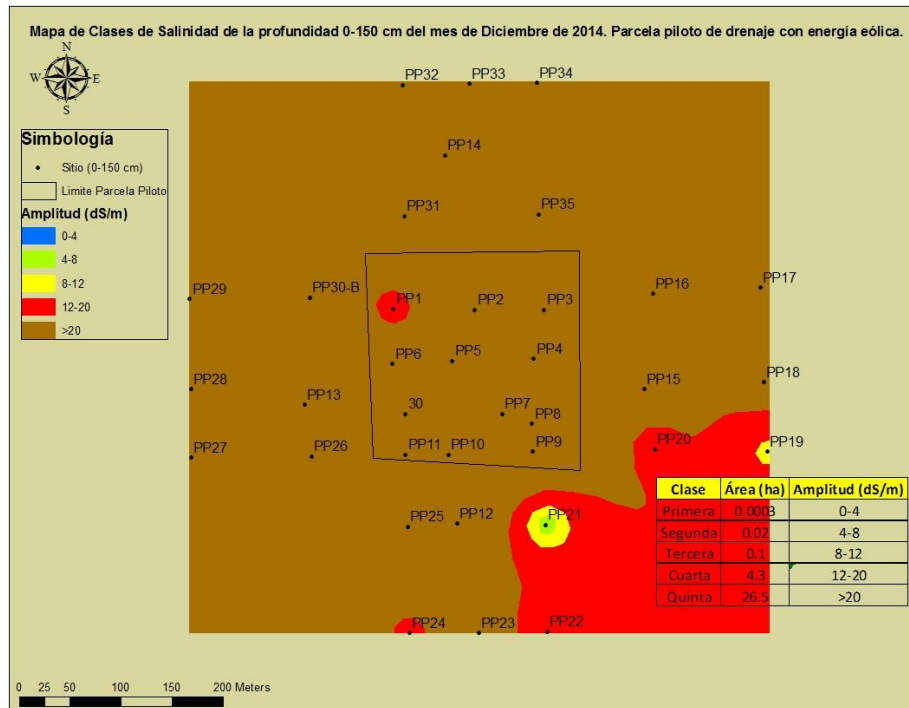 Mapa de Clases de Salinidad de la profundidad 0-150 cm del mes de Diciembre de 2014. Parcela piloto de drenaje con energía eólica.
N
W E
S
Simbología
Sitio (0-150 cm)
Limite Parcela Piloto
Amplitud (dS/m)
0-4
4-8
8-12
12-20
>20
PP32 PP33 PP34
PP14
PP31 PP35
PP29 PP30-B PP16 PP17
PP1 PP2 PP3
PP6 PP5 PP4
PP28 PP13 PP15 PP18
30 PP7 PP8
PP27 PP26 PP11 PP10 PP9 PP20 PP19
PP25 PP12 PP21
PP24 PP23 PP22
Clase Área (ha) Amplitud (dS/m)
Primera 0.0003 0-4
Segunda 0.02 4-8
Tercera 0.1 8-12
Cuarta 4.3 12-20
Quinta 26.5 >20
0 25 50 100 150 200 Meters